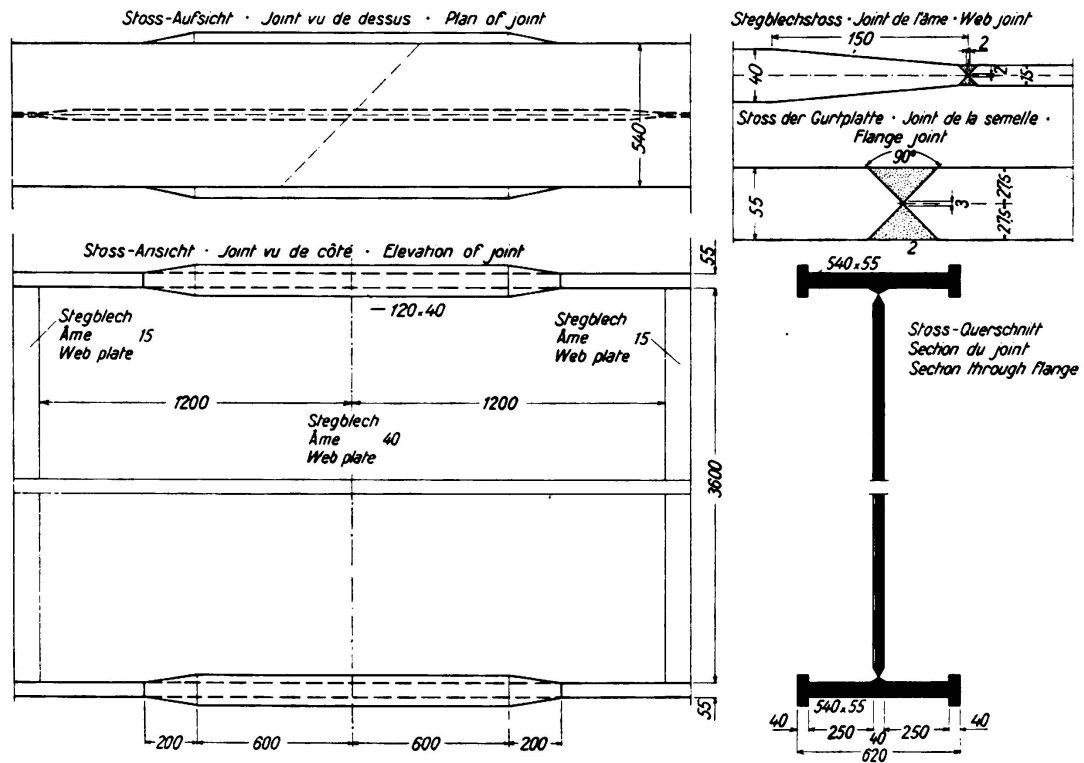 Stoss-Aufsicht · Joint vu de dessus · Plan of joint
540
Stegblechstoss · Joint de l'âme · Web joint
150
2
40
2
15
Stoss der Gurtplatte · Joint de la semelle ·
Flange joint
90°
55
3
27,5 27,5
2
Stoss-Ansicht · Joint vu de côté · Elevation of joint
55
120 x 40
Stegblech
Âme 15
Web plate
Stegblech
Âme 15
Web plate
1200
1200
Stegblech
Âme 40
Web plate
3600
55
200
600
600
200
540 x 55
Stoss-Querschnitt
Section du joint
Section through flange
540 x 55
40
250
40
250
40
620